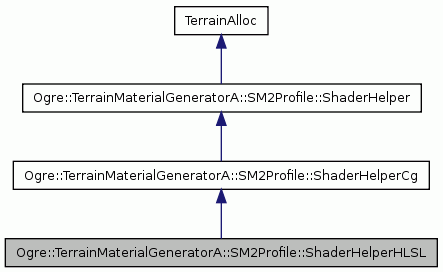 TerrainAlloc
Ogre::TerrainMaterialGeneratorA::SM2Profile::ShaderHelper
Ogre::TerrainMaterialGeneratorA::SM2Profile::ShaderHelperCg
Ogre::TerrainMaterialGeneratorA::SM2Profile::ShaderHelperHLSL